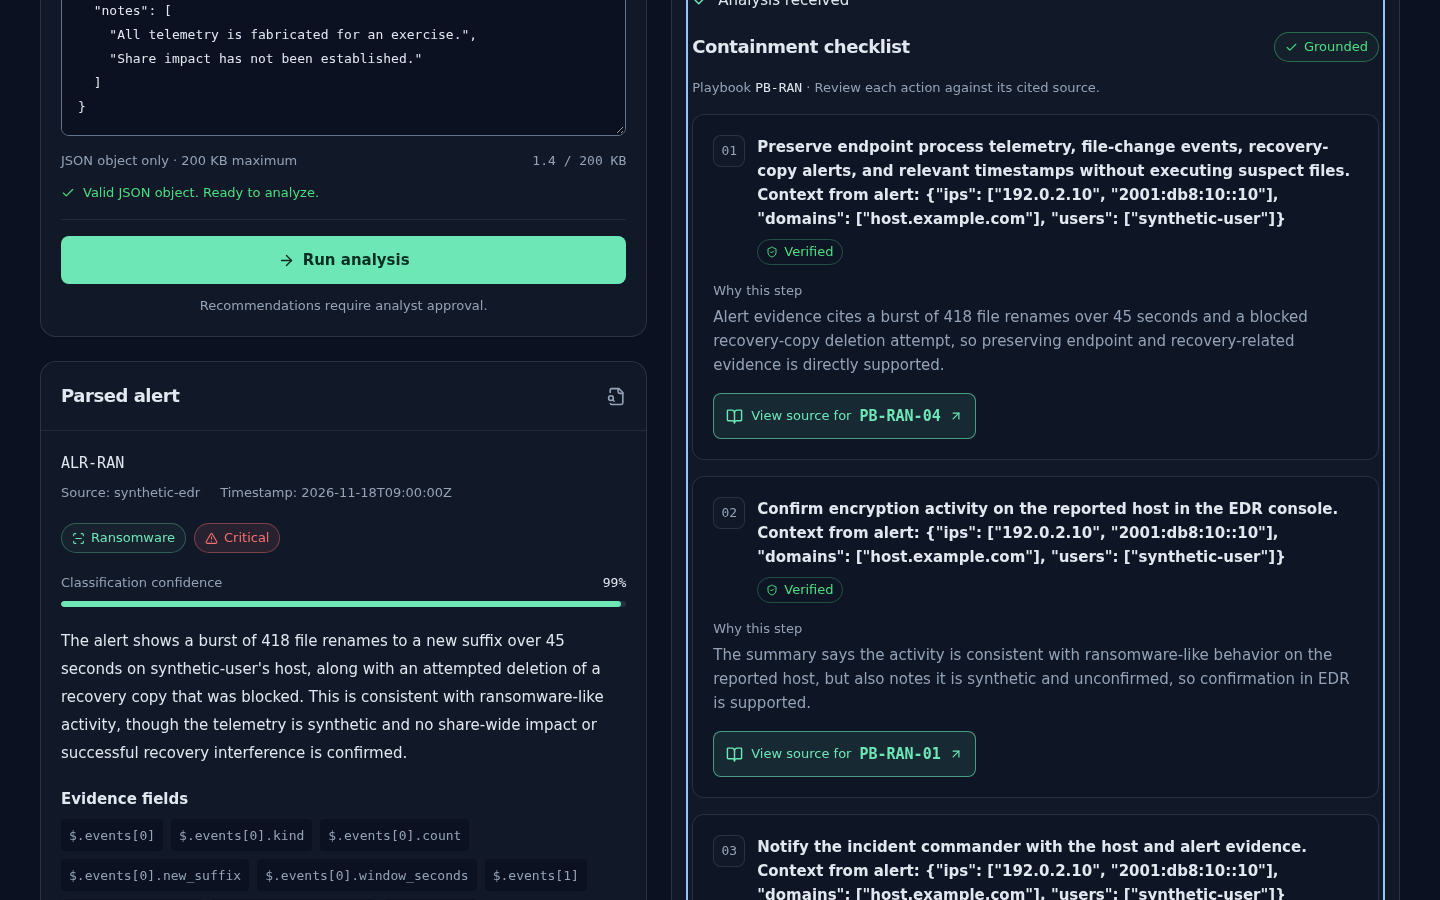 "notes": [
"All telemetry is fabricated for an exercise.",
"Share impact has not been established."
]
}
JSON object only · 200 KB maximum
1.4 / 200 KB
Valid JSON object. Ready to analyze.
Run analysis
Recommendations require analyst approval.
Parsed alert
ALR-RAN
Source: synthetic-edr
Timestamp: 2026-11-18T09:00:00Z
Ransomware
Critical
Classification confidence
99%
The alert shows a burst of 418 file renames to a new suffix over 45
seconds on synthetic-user's host, along with an attempted deletion of a
recovery copy that was blocked. This is consistent with ransomware-like
activity, though the telemetry is synthetic and no share-wide impact or
successful recovery interference is confirmed.
Evidence fields
$.events[0]
$.events[0].kind
$.events[0].count
$.events[0].new_suffix
$.events[0].window_seconds
$.events[1]
Analysis received
Containment checklist
Grounded
Playbook PB-RAN · Review each action against its cited source.
01
Preserve endpoint process telemetry, file-change events, recovery-
copy alerts, and relevant timestamps without executing suspect files.
Context from alert: {"ips": ["192.0.2.10", "2001:db8:10::10"],
"domains": ["host.example.com"], "users": ["synthetic-user"]}
Verified
Why this step
Alert evidence cites a burst of 418 file renames over 45 seconds and a blocked
recovery-copy deletion attempt, so preserving endpoint and recovery-related
evidence is directly supported.
View source for PB-RAN-04
02
Confirm encryption activity on the reported host in the EDR console.
Context from alert: {"ips": ["192.0.2.10", "2001:db8:10::10"],
"domains": ["host.example.com"], "users": ["synthetic-user"]}
Verified
Why this step
The summary says the activity is consistent with ransomware-like behavior on the
reported host, but also notes it is synthetic and unconfirmed, so confirmation in EDR
is supported.
View source for PB-RAN-01
03
Notify the incident commander with the host and alert evidence.
Context from alert: {"ips": ["192.0.2.10", "2001:db8:10::10"],
"domains": ["host.example.com"], "users": ["synthetic-user"]}